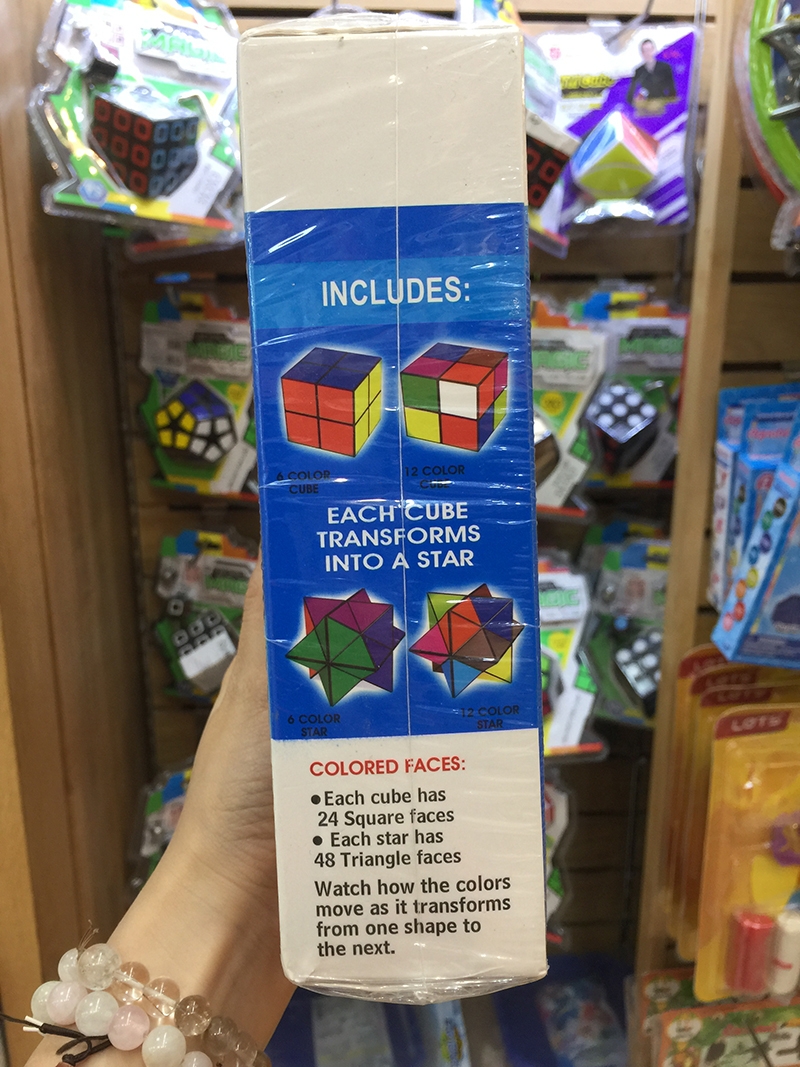 INCLUDES:
6 COLOR
CUBE
12 COLOR
CUBE
EACH CUBE
TRANSFORMS
INTO A STAR
6 COLOR
STAR
12 COLOR
STAR
COLORED FACES:
● Each cube has
24 Square faces
● Each star has
48 Triangle faces
Watch how the colors
move as it transforms
from one shape to
the next.
LOTS